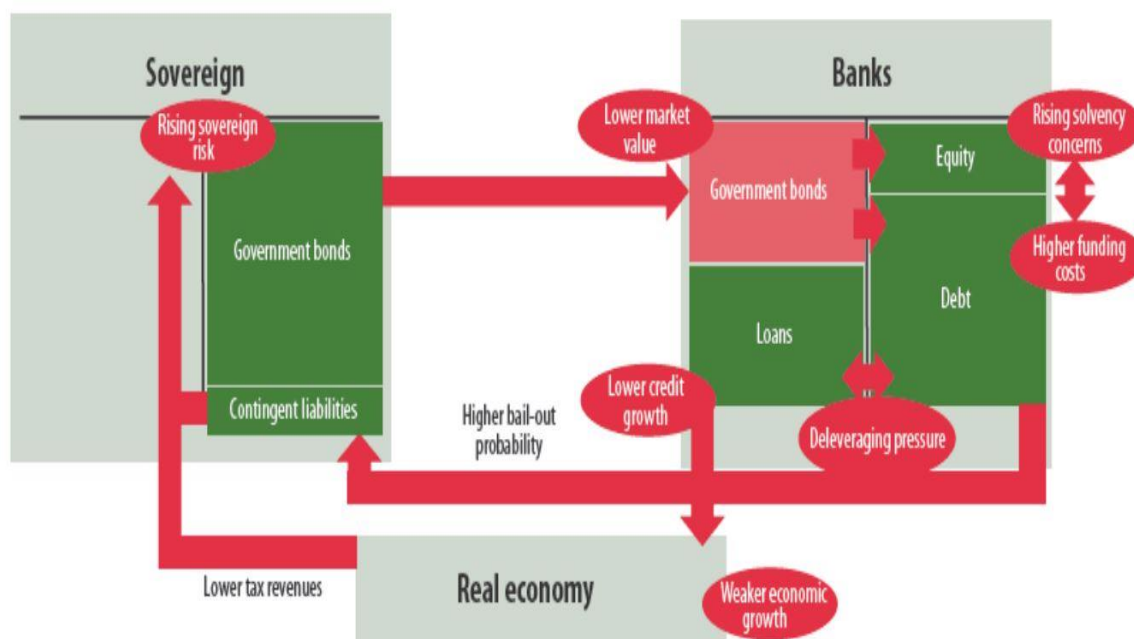 Sovereign
Rising sovereign
risk
Government bonds
Contingent liabilities
Banks
Lower market
value
Government bonds
Equity
Rising solvency
concerns
Higher funding
costs
Debt
Loans
Lower credit
growth
Deleveraging pressure
Higher bail-out
probability
Lower tax revenues
Real economy
Weaker economic
growth